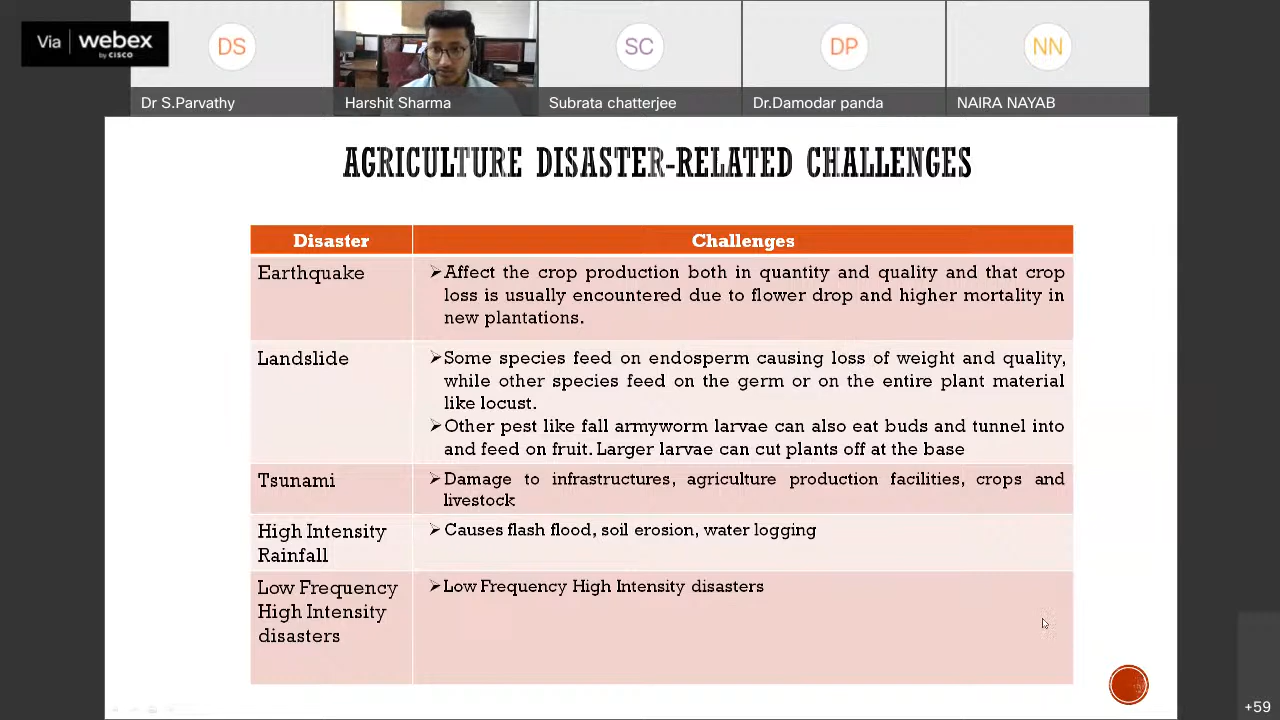 Via webex
by CISCO
DS
SC
DP
NN
Dr S.Parvathy
Harshit Sharma
Subrata chatterjee
Dr.Damodar panda
NAIRA NAYAB
AGRICULTURE DISASTER-RELATED CHALLENGES
Disaster
Challenges
Earthquake
➢Affect the crop production both in quantity and quality and that crop
loss is usually encountered due to flower drop and higher mortality in
new plantations.
Landslide
➢Some species feed on endosperm causing loss of weight and quality,
while other species feed on the germ or on the entire plant material
like locust.
➢Other pest like fall armyworm larvae can also eat buds and tunnel into
and feed on fruit. Larger larvae can cut plants off at the base
Tsunami
➢Damage to infrastructures, agriculture production facilities, crops and
livestock
High Intensity
Rainfall
➢Causes flash flood, soil erosion, water logging
Low Frequency
High Intensity
disasters
➢Low Frequency High Intensity disasters
+59